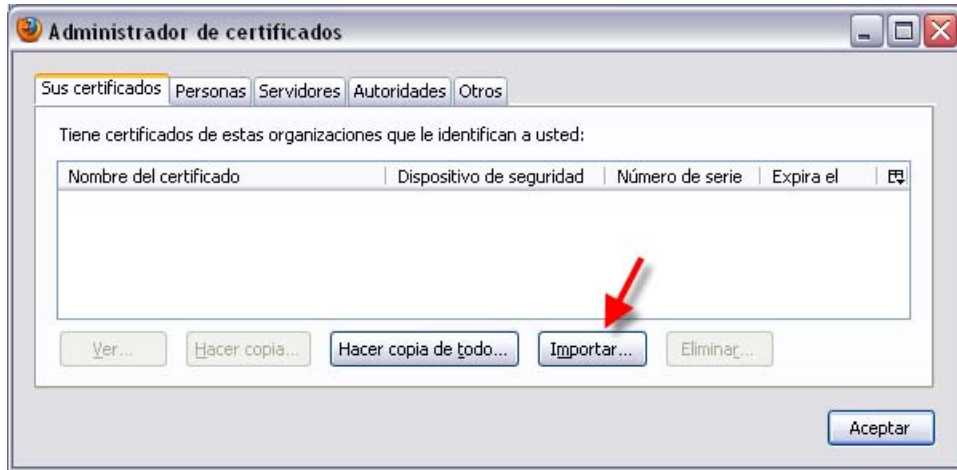 Administrador de certificados
Sus certificados Personas Servidores Autoridades Otros
Tiene certificados de estas organizaciones que le identifican a usted:
Nombre del certificado Dispositivo de seguridad Número de serie Expira el
Ver... Hacer copia... Hacer copia de todo... Importar... Eliminar...
Aceptar